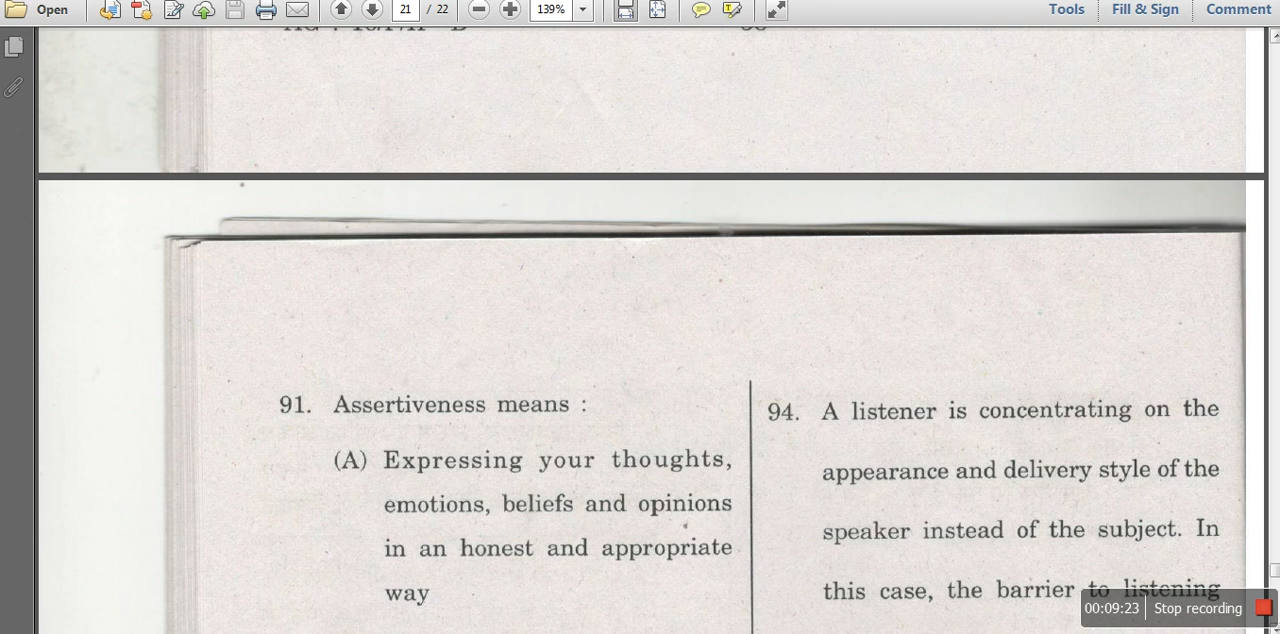 Open
21 / 22
139%
Tools
Fill & Sign
Comment
91. Assertiveness means :
(A) Expressing your thoughts,
emotions, beliefs and opinions
in an honest and appropriate
way
94. A listener is concentrating on the
appearance and delivery style of the
speaker instead of the subject. In
this case, the barrier to listening
00:09:23 Stop recording